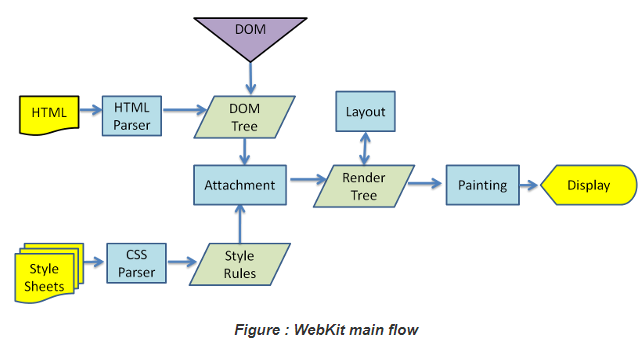 DOM
HTML
HTML
Parser
DOM
Tree
Layout
Attachment
Render
Tree
Painting
Display
Style
Sheets
CSS
Parser
Style
Rules
Figure : WebKit main flow